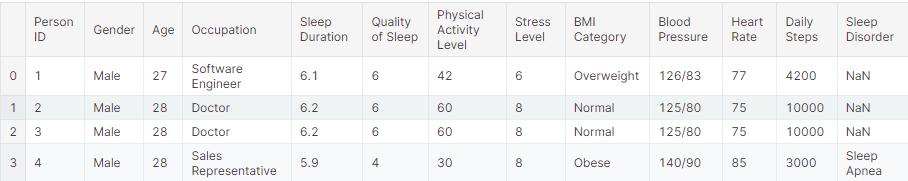 Person ID Gender Age Occupation Sleep Duration Quality of Sleep Physical Activity Level Stress Level BMI Category Blood Pressure Heart Rate Daily Steps Sleep Disorder
0 1 Male 27 Software Engineer 6.1 6 42 6 Overweight 126/83 77 4200 NaN
1 2 Male 28 Doctor 6.2 6 60 8 Normal 125/80 75 10000 NaN
2 3 Male 28 Doctor 6.2 6 60 8 Normal 125/80 75 10000 NaN
3 4 Male 28 Sales Representative 5.9 4 30 8 Obese 140/90 85 3000 Sleep Apnea